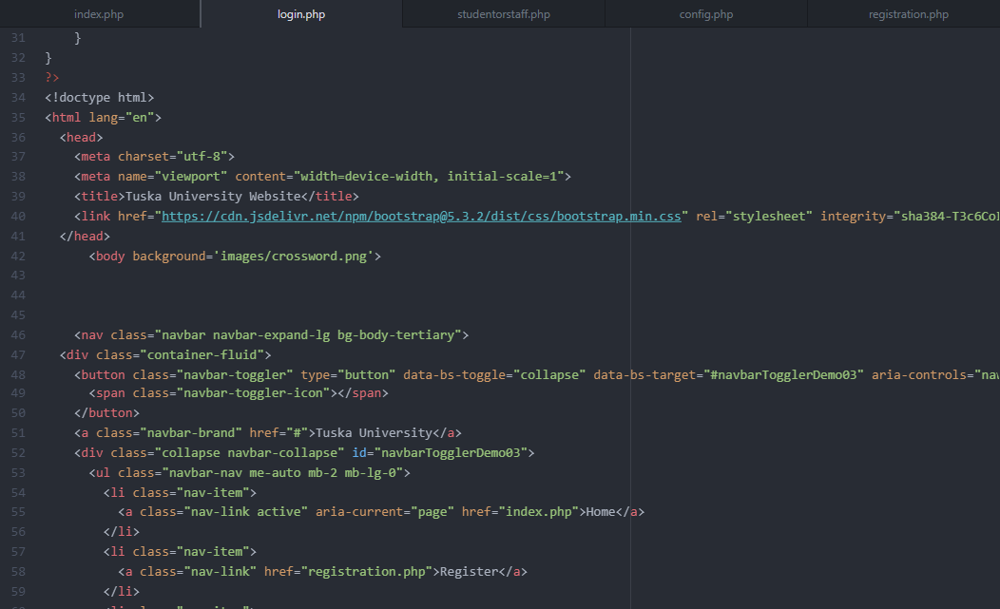 index.php login.php studentorstaff.php config.php registration.php
31 }
32 }
33 ?>
34 <!doctype html>
35 <html lang="en">
36 <head>
37 <meta charset="utf-8">
38 <meta name="viewport" content="width=device-width, initial-scale=1">
39 <title>Tuska University Website</title>
40 <link href="https://cdn.jsdelivr.net/npm/bootstrap@5.3.2/dist/css/bootstrap.min.css" rel="stylesheet" integrity="sha384-T3c6CoI
41 </head>
42 <body background='images/crossword.png'>
43
44
45
46 <nav class="navbar navbar-expand-lg bg-body-tertiary">
47 <div class="container-fluid">
48 <button class="navbar-toggler" type="button" data-bs-toggle="collapse" data-bs-target="#navbarTogglerDemo03" aria-controls="nav
49 <span class="navbar-toggler-icon"></span>
50 </button>
51 <a class="navbar-brand" href="#">Tuska University</a>
52 <div class="collapse navbar-collapse" id="navbarTogglerDemo03">
53 <ul class="navbar-nav me-auto mb-2 mb-lg-0">
54 <li class="nav-item">
55 <a class="nav-link active" aria-current="page" href="index.php">Home</a>
56 </li>
57 <li class="nav-item">
58 <a class="nav-link" href="registration.php">Register</a>
59 </li>